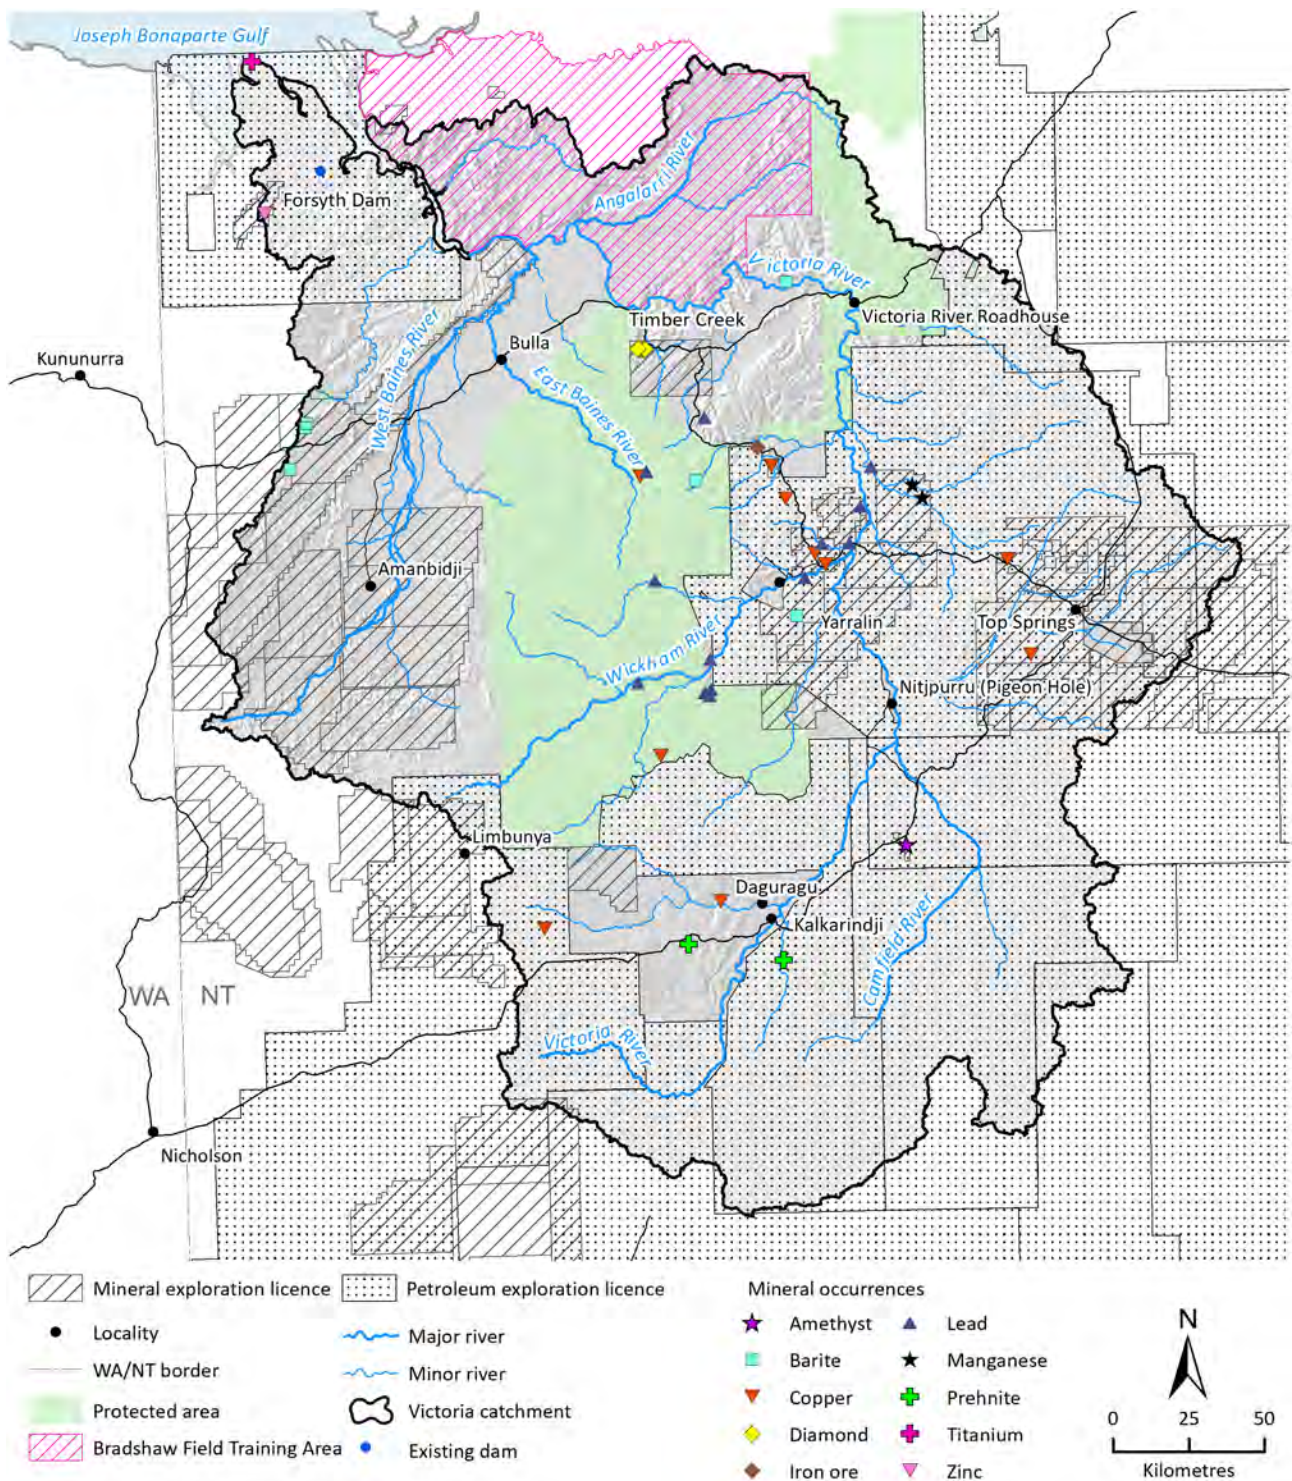 Joseph Bonaparte Gulf
Angalarri River
Forsyth Dam
Victoria River
Timber Creek
Victoria River Roadhouse
Bulla
Kununurra
West Baines River
East Baines River
Amanbidji
Yarralin
Top Springs
Wickham River
Nitjpurru (Pigeon Hole)
Limbunya
Daguragu
Kalkarindji
Camfield River
WA NT
Victoria River
Nicholson
Mineral exploration licence
Petroleum exploration licence
Locality
Major river
WA/NT border
Minor river
Protected area
Victoria catchment
Bradshaw Field Training Area
Existing dam
Mineral occurrences
Amethyst
Lead
Barite
Manganese
Copper
Prehnite
Diamond
Titanium
Iron ore
Zinc
N
0 25 50
Kilometres